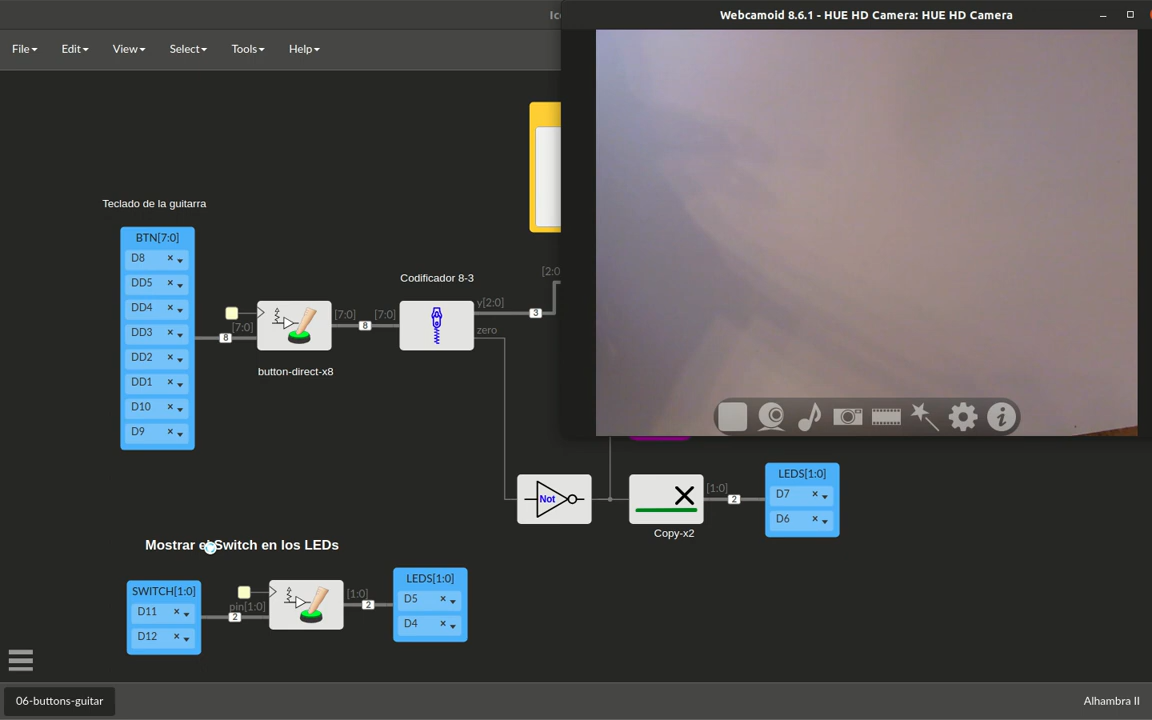 Ic
Webcamoid 8.6.1 - HUE HD Camera: HUE HD Camera
File
Edit
View
Select
Tools
Help
Teclado de la guitarra
BTN[7:0]
D8
DD5
DD4
DD3
DD2
DD1
D10
D9
[7:0]
8
button-direct-x8
[7:0]
8
[7:0]
Codificador 8-3
y[2:0]
zero
3
[2:0
Not
Copy-x2
[1:0]
2
LEDS[1:0]
D7
D6
Mostrar el Switch en los LEDs
SWITCH[1:0]
D11
D12
pin[1:0]
2
[1:0]
2
LEDS[1:0]
D5
D4
06-buttons-guitar
Alhambra II